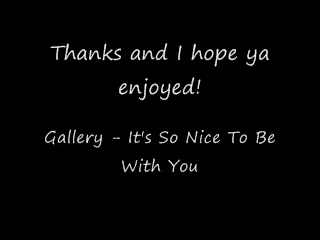 Thanks and I hope ya
enjoyed!
Gallery - It's So Nice To Be
With You